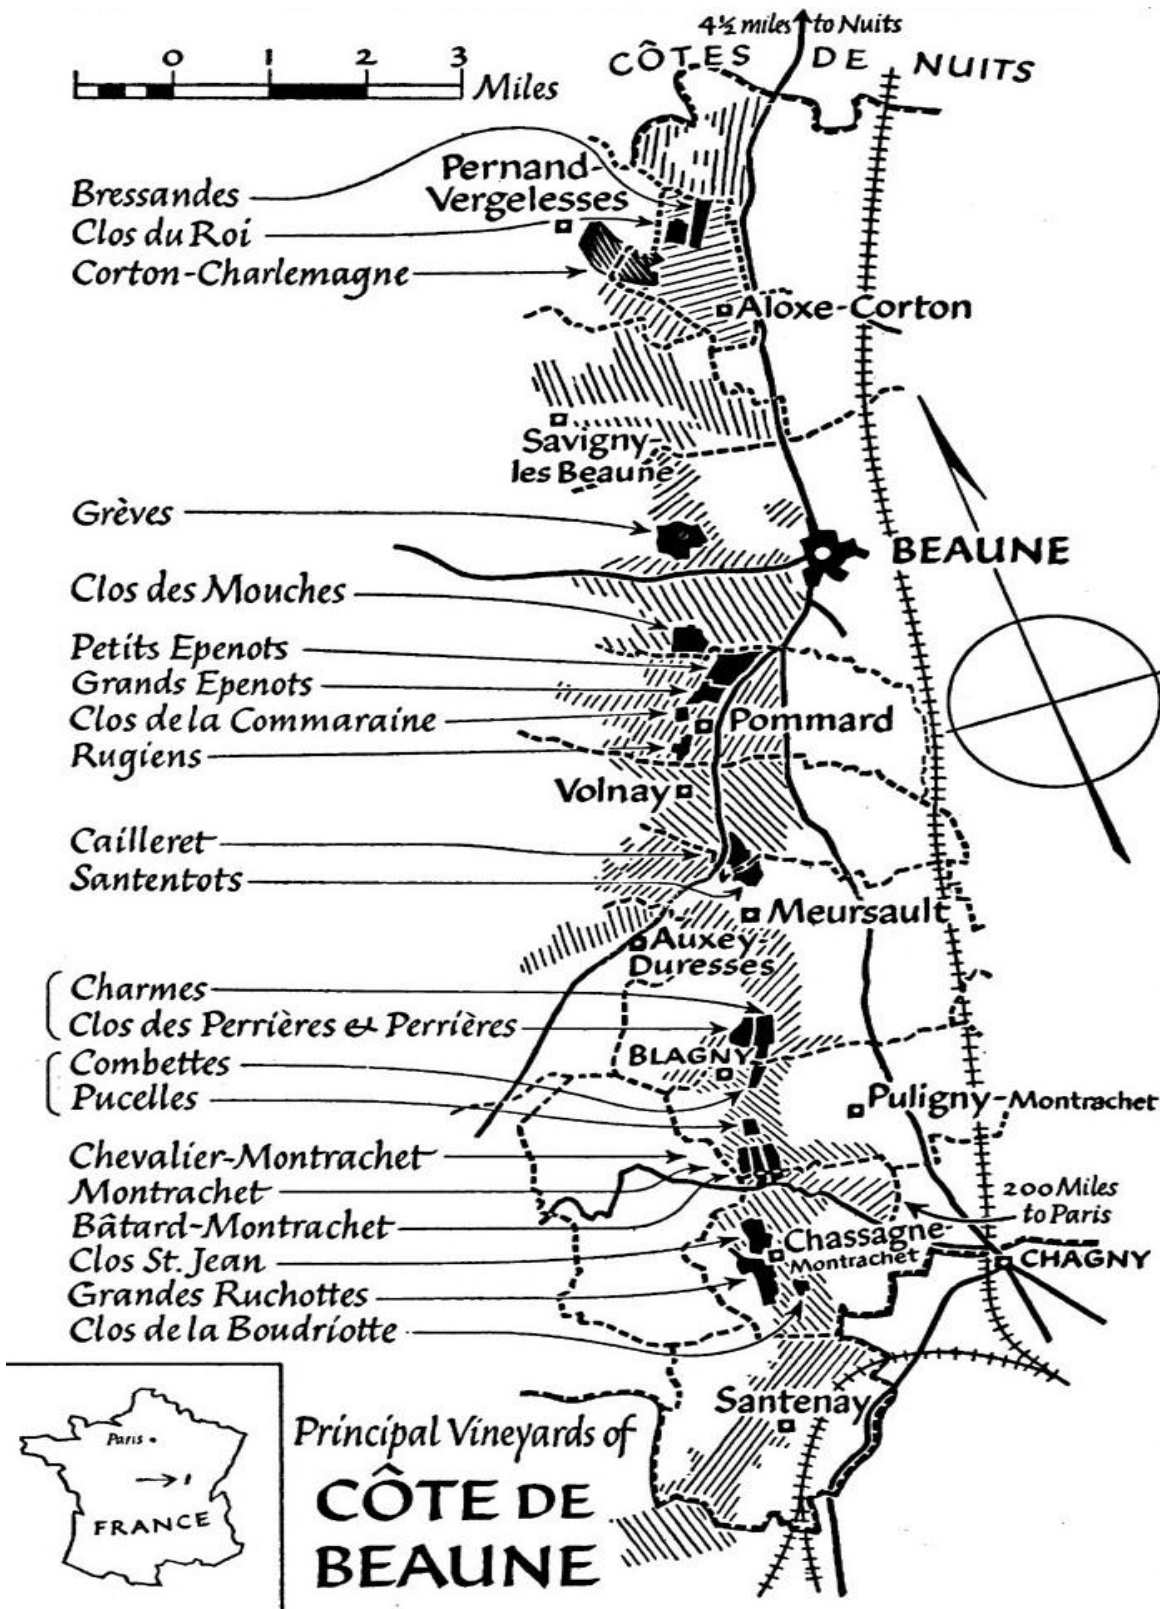 4½ miles to Nuits
CÔTES DE NUITS
0 1 2 3
Miles
Pernand-
Vergelesses
Bressandes
Clos du Roi
Corton-Charlemagne
Aloxe-Corton
Savigny-
les Beaune
Grèves
BEAUNE
Clos des Mouches
Petits Epenots
Grands Epenots
Clos de la Commaraine
Pommard
Rugiens
Volnay
Cailleret
Santentots
Meursault
Auxey-
Duresses
Charmes
Clos des Perrières & Perrières
BLAGNY
Combettes
Pucelles
Puligny-Montrachet
Chevalier-Montrachet
Montrachet
Bâtard-Montrachet
200 Miles
to Paris
Clos St. Jean
Chassagne-
Montrachet
CHAGNY
Grandes Ruchottes
Clos de la Boudriotte
Santenay
Paris
FRANCE
Principal Vineyards of
CÔTE DE
BEAUNE